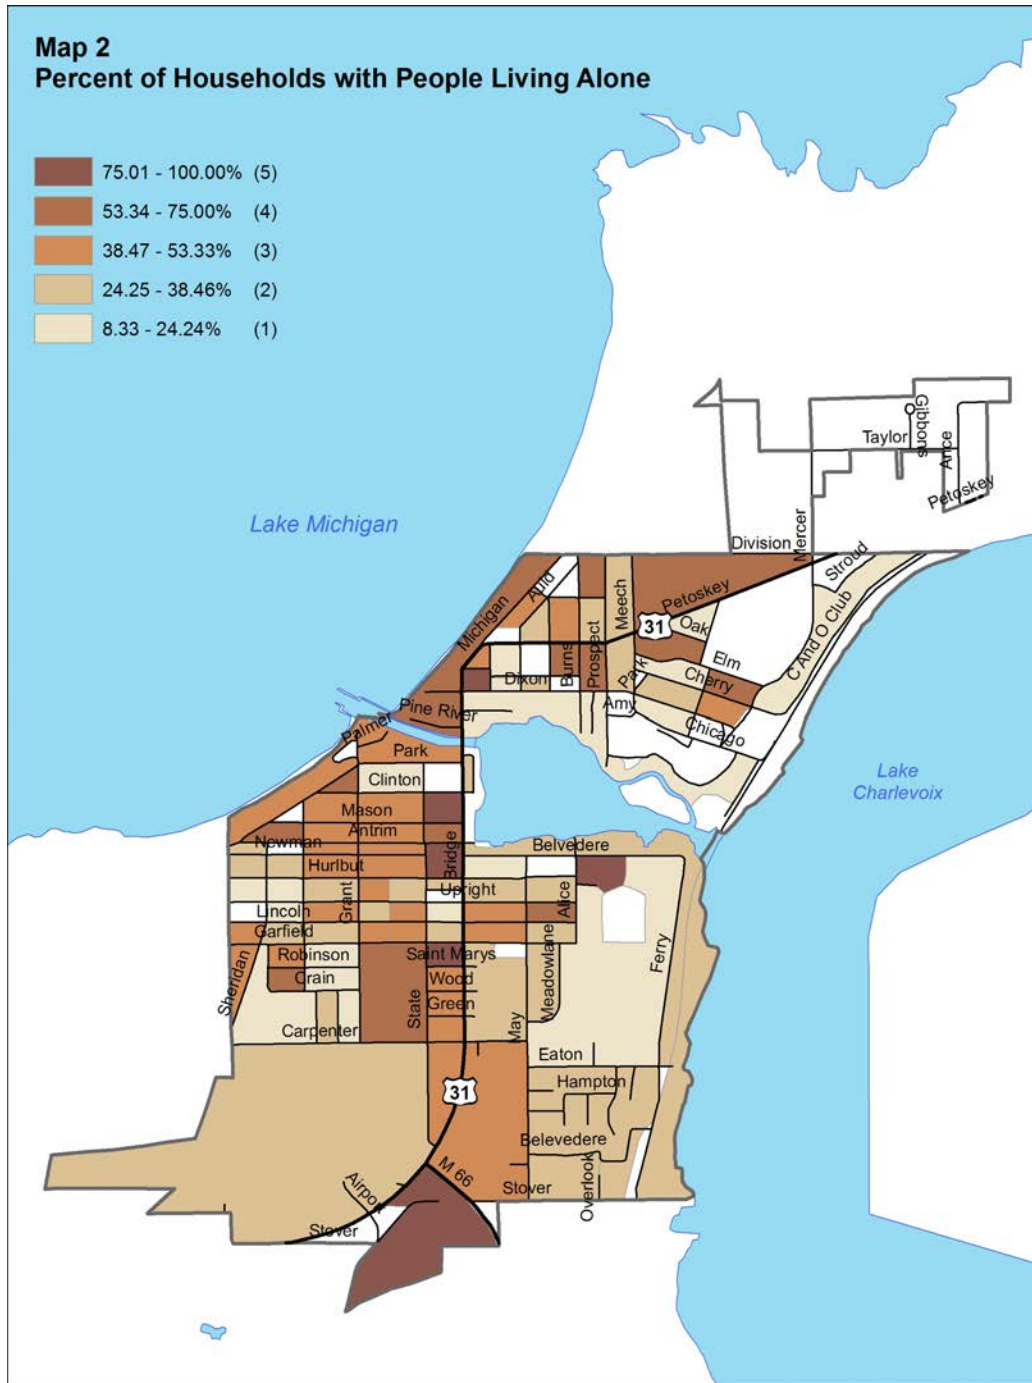 Map 2
Percent of Households with People Living Alone
75.01 - 100.00% (5)
53.34 - 75.00% (4)
38.47 - 53.33% (3)
24.25 - 38.46% (2)
8.33 - 24.24% (1)
Gibbons
Taylor
Ance
Petoskey
Lake Michigan
Division
Mercer
Stroud
Auld
Michigan
Meech
Petoskey
31
Oak
C And O Club
Burns
Prospect
Elm
Dixon
Park
Cherry
Amy
Pine River
Chicago
Palmer
Park
Lake
Charlevoix
Clinton
Mason
Antrim
Newman
Bridge
Belvedere
Hurlbut
Upright
Grant
Alice
Lincoln
Garfield
Robinson
Saint Marys
Meadowlane
Ferry
Sheridan
Crain
Wood
State
Green
May
Carpenter
Eaton
Hampton
31
Belevedere
M 66
Airport
Stover
Overlook
Stover